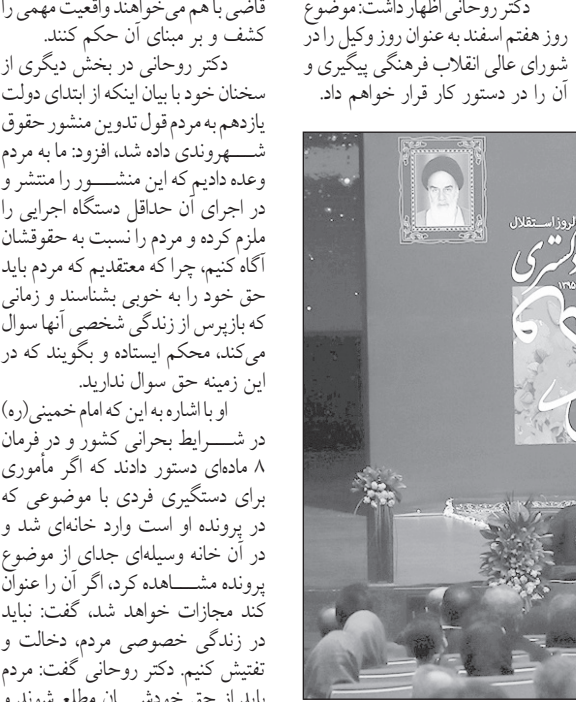 دکتر روحانی اظهار داشت: موضوع
روز هفتم اسفند به عنوان روز وکیل را در
شورای عالی انقلاب فرهنگی پیگیری و
آن را در دستور کار قرار خواهم داد.
لروز استقلال
۱۳۹۵
قاضی با هم می‌خواهند واقعیت مهمی را
کشف و بر مبنای آن حکم کنند.
دکتر روحانی در بخش دیگری از
سخنان خود با بیان اینکه از ابتدای دولت
یازدهم به مردم قول تدوین منشور حقوق
شـــهروندی داده شد، افزود: ما به مردم
وعده دادیم که این منشـــور را منتشر و
در اجرای آن حداقل دستگاه اجرایی را
ملزم کرده و مردم را نسبت به حقوقشان
آگاه کنیم، چرا که معتقدیم که مردم باید
حق خود را به خوبی بشناسند و زمانی
که بازپرس از زندگی شخصی آنها سوال
می‌کند، محکم ایستاده و بگویند که در
این زمینه حق سوال ندارید.
او با اشاره به این که امام خمینی(ره)
در شـــرایط بحرانی کشور و در فرمان
۸ ماده‌ای دستور دادند که اگر مأموری
برای دستگیری فردی با موضوعی که
در پرونده او است وارد خانه‌ای شد و
در آن خانه وسیله‌ای جدای از موضوع
پرونده مشـــاهده کرد، اگر آن را عنوان
کند مجازات خواهد شد، گفت: نباید
در زندگی خصوصی مردم، دخالت و
تفتیش کنیم. دکتر روحانی گفت: مردم
باید از حق خودشـــان مطلع شوند و